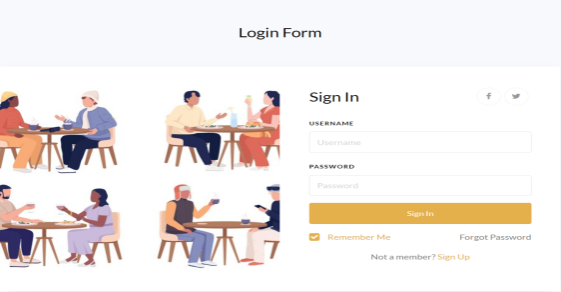 Login Form
Sign In
USERNAME
Username
PASSWORD
Password
Sign In
Remember Me Forgot Password
Not a member? Sign Up